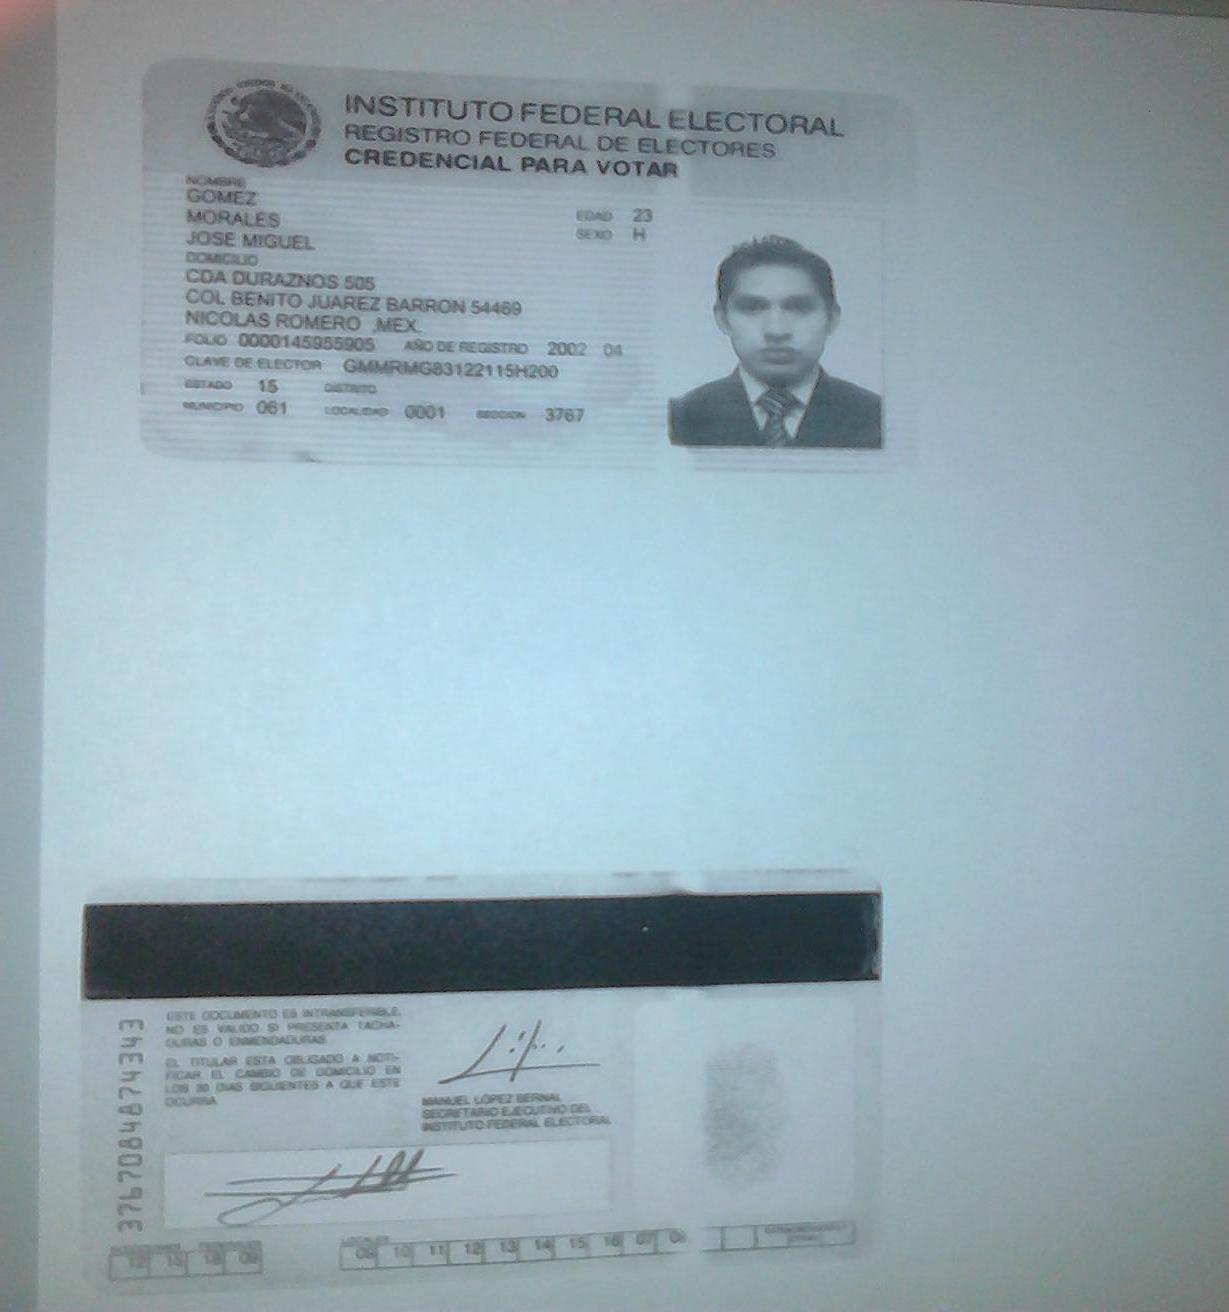 INSTITUTO FEDERAL ELECTORAL
REGISTRO FEDERAL DE ELECTORES
CREDENCIAL PARA VOTAR
NOMBRE
GOMEZ
MORALES
JOSE MIGUEL
EDAD 23
SEXO H
DOMICILIO
CDA DURAZNOS 505
COL BENITO JUAREZ BARRON 54469
NICOLAS ROMERO ,MEX.
FOLIO 0000145955905 AÑO DE REGISTRO 2002 04
CLAVE DE ELECTOR GMMRMG83122115H200
ESTADO 15 DISTRITO
MUNICIPIO 061 LOCALIDAD 0001 SECCION 3767
ESTE DOCUMENTO ES INTRANSFERIBLE,
NO ES VALIDO SI PRESENTA TACHA-
DURAS O ENMENDADURAS
EL TITULAR ESTA OBLIGADO A NOTI-
FICAR EL CAMBIO DE DOMICILIO EN
LOS 30 DIAS SIGUIENTES A QUE ESTE
OCURRA
MANUEL LÓPEZ BERNAL
SECRETARIO EJECUTIVO DEL
INSTITUTO FEDERAL ELECTORAL
3767084874343
LOCALES
12 15 18 09
09 10 11 12 13 14 15 16 07 08